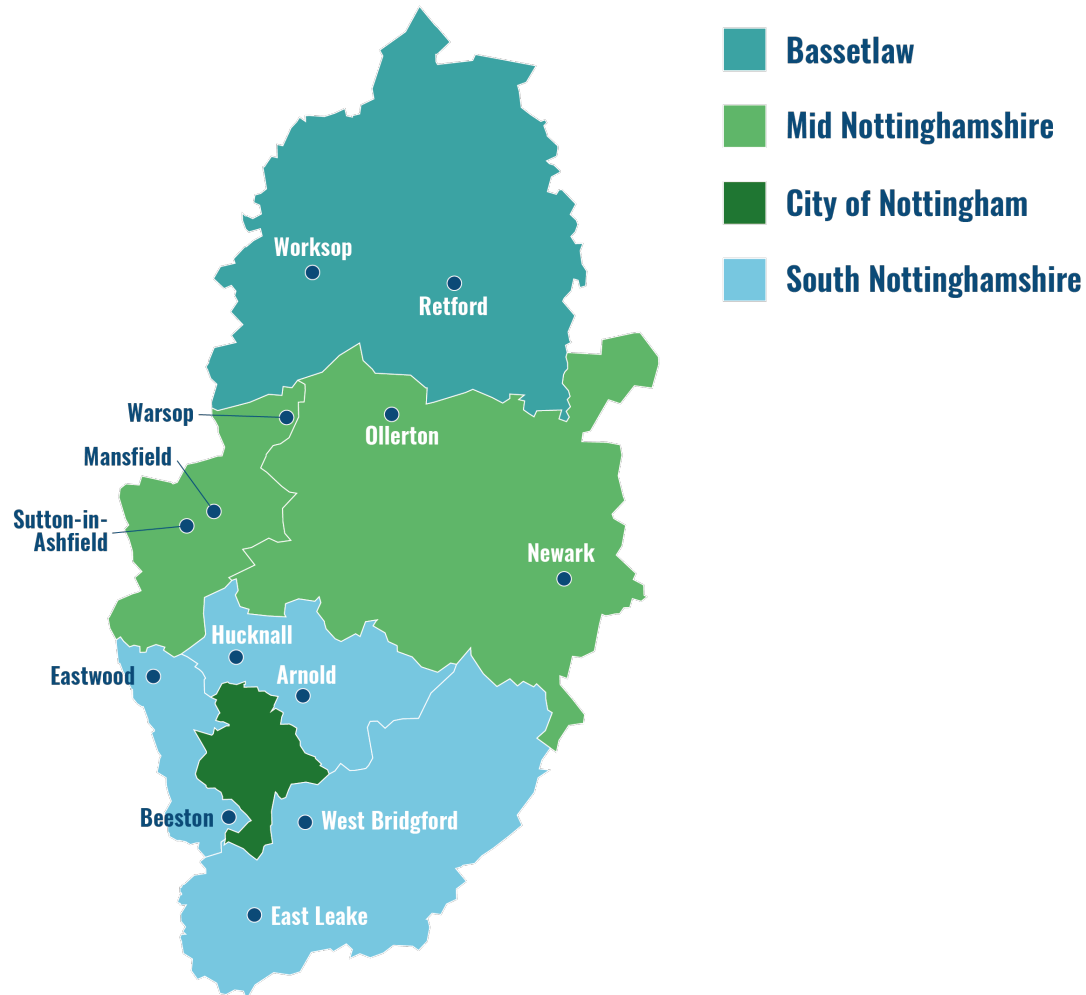 Bassetlaw
Mid Nottinghamshire
City of Nottingham
South Nottinghamshire
Worksop
Retford
Warsop
Ollerton
Mansfield
Sutton-in-
Ashfield
Newark
Hucknall
Eastwood
Arnold
Beeston
West Bridgford
East Leake